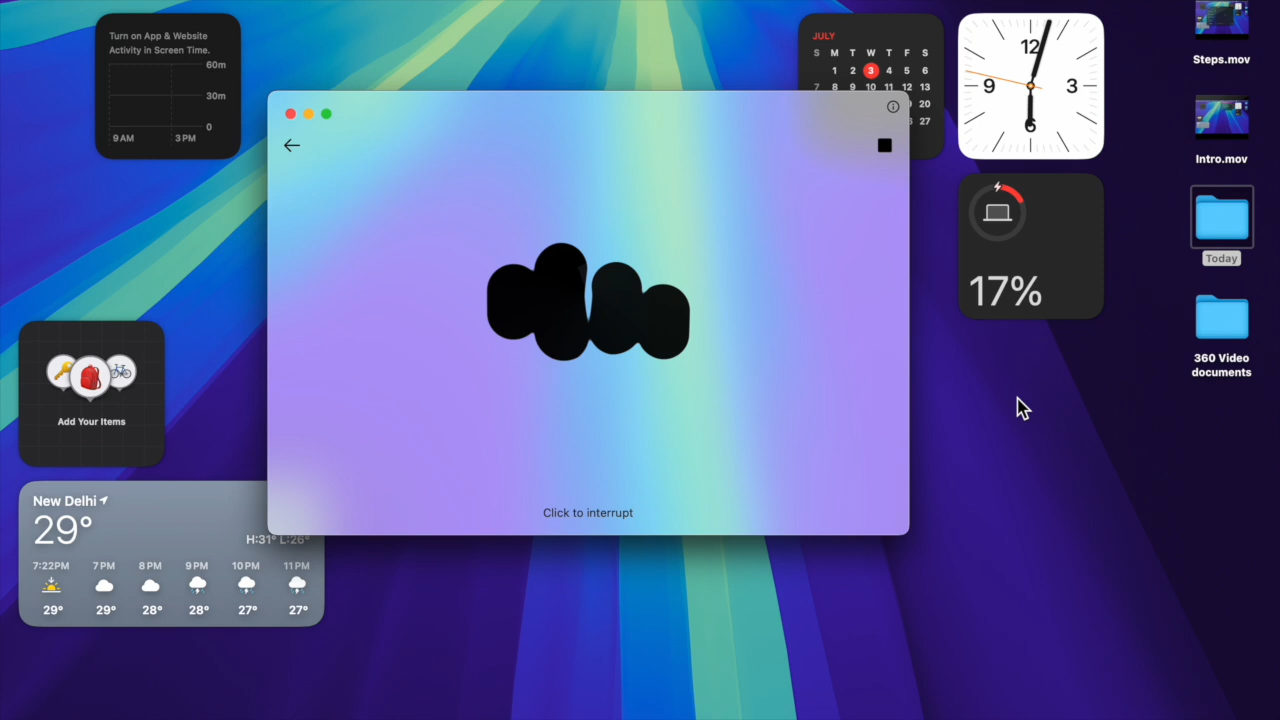 Turn on App & Website
Activity in Screen Time.
60m
30m
0
9 AM 3 PM
JULY
S M T W T F S
1 2 3 4 5 6
7 8 9 10 11 12 13
20
27
12
3
6
9
17%
Steps.mov
Intro.mov
Today
360 Video
documents
Add Your Items
New Delhi
29°
H:31° L:26°
7:22PM 7 PM 8 PM 9 PM 10 PM 11 PM
29° 29° 28° 28° 27° 27°
Click to interrupt